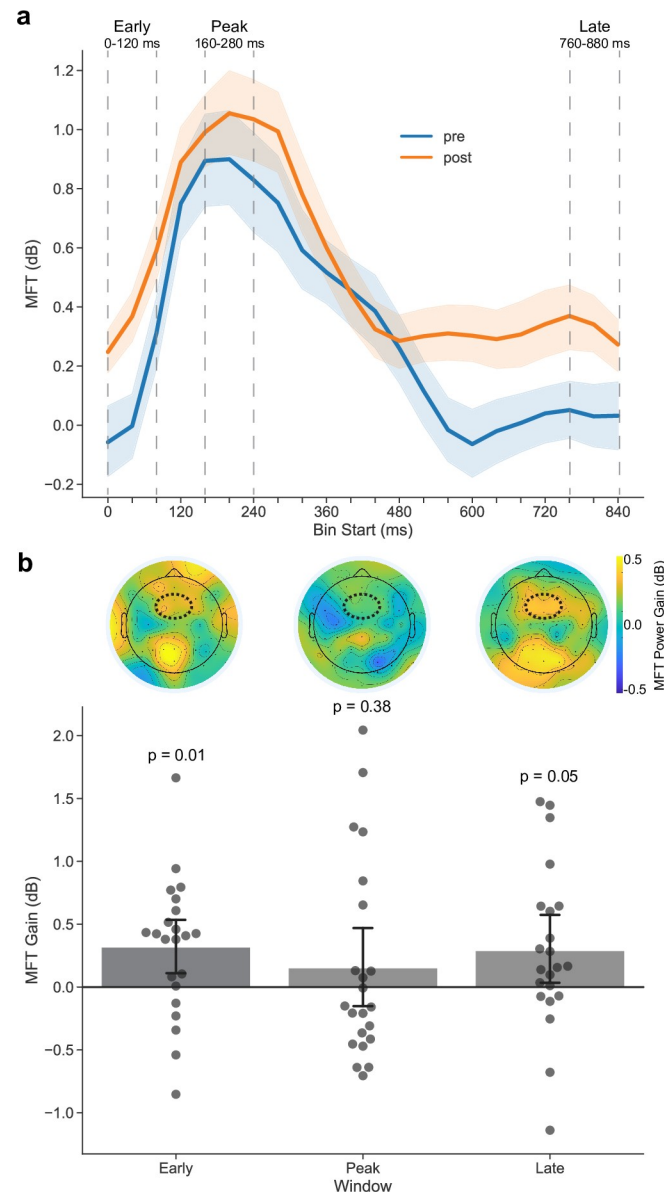 a
Early
0-120 ms
Peak
160-280 ms
Late
760-880 ms
1.2
1.0
0.8
0.6
0.4
0.2
0.0
−0.2
MFT (dB)
pre
post
0 120 240 360 480 600 720 840
Bin Start (ms)
b
0.5
0.0
-0.5
MFT Power Gain (dB)
p = 0.01
p = 0.38
p = 0.05
2.0
1.5
1.0
0.5
0.0
−0.5
−1.0
MFT Gain (dB)
Early Peak Late
Window